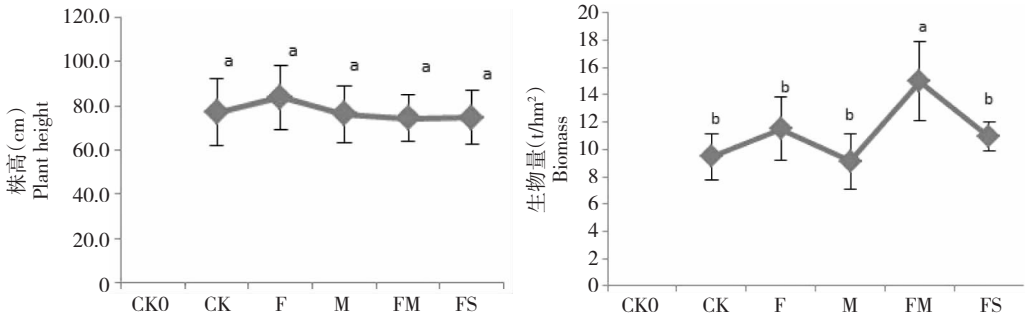 株高(cm)
Plant height
120.0
100.0
80.0
60.0
40.0
20.0
0
a a a a a
CK0 CK F M FM FS
生物量(t/hm²)
Biomass
20
18
16
14
12
10
8
6
4
2
0
b b b a b
CK0 CK F M FM FS